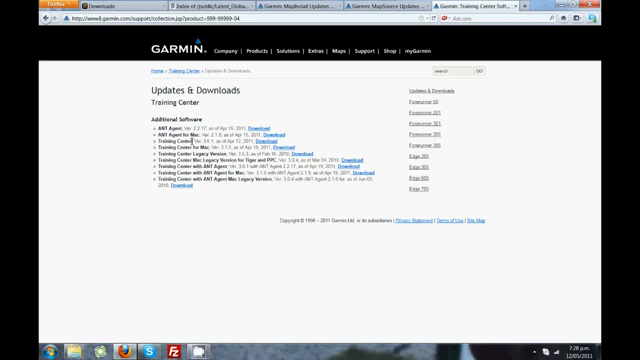 Firefox
Downloads
Index of /public/Latest_Globa...
Garmin: MapInstall Updates ...
Garmin: MapSource Updates ...
Garmin: Training Center Soft...
http://www8.garmin.com/support/collection.jsp?product=999-99999-04
Ask.com
GARMIN
Company | Products | Solutions | Extras | Maps | Support | Shop | myGarmin
Home » Training Center » Updates & Downloads
search GO
Updates & Downloads
Training Center
Additional Software
ANT Agent, Ver. 2.2.17, as of Apr 15, 2011, Download
ANT Agent for Mac, Ver. 2.1.9, as of Apr 15, 2011, Download
Training Center, Ver. 3.6.1, as of Apr 12, 2011, Download
Training Center for Mac, Ver. 3.1.5, as of Apr 19, 2011, Download
Training Center Legacy Version, Ver. 3.5.3, as of Feb 16, 2010, Download
Training Center Mac Legacy Version for Tiger and PPC, Ver. 3.0.4, as of Mar 04, 2010, Download
Training Center with ANT Agent, Ver. 3.6.1 with ANT Agent 2.2.17, as of Apr 19, 2011, Download
Training Center with ANT Agent for Mac, Ver. 3.1.5 with ANT Agent 2.1.9, as of Apr 19, 2011, Download
Training Center with ANT Agent Mac Legacy Version, Ver. 3.0.4 with ANT Agent 2.1.6 for, as of Jun 03,
2010, Download
Updates & Downloads
Forerunner 50
Forerunner 201
Forerunner 301
Forerunner 205
Forerunner 305
Edge 205
Edge 305
Edge 605
Edge 705
Copyright © 1996 – 2011 Garmin Ltd. or its subsidiaries | Privacy Statement | Terms of Use | Site Map
7:28 p.m.
12/05/2011